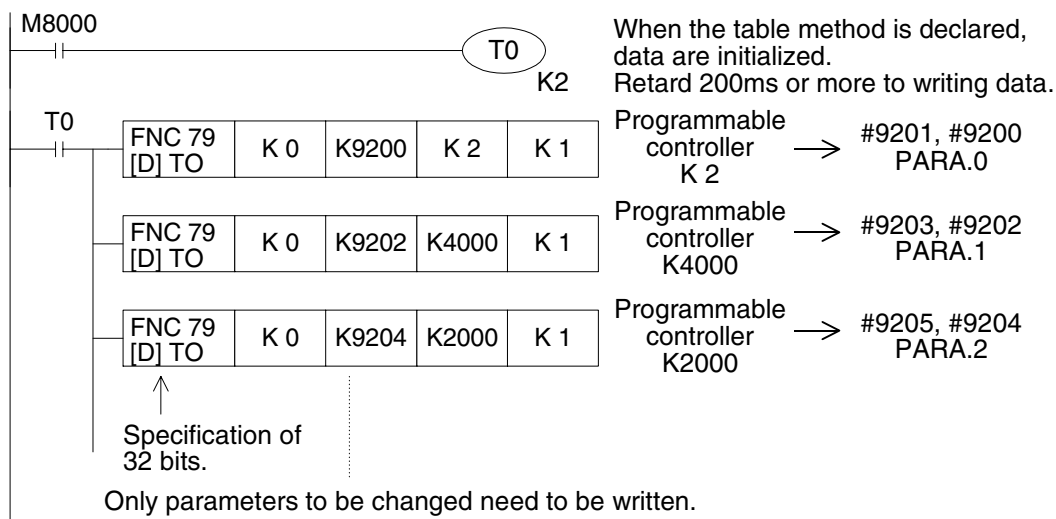 M8000
T0
K2
When the table method is declared,
data are initialized.
Retard 200ms or more to writing data.
T0
FNC 79
[D] TO
K 0
K9200
K 2
K 1
Programmable
controller
K 2
#9201, #9200
PARA.0
FNC 79
[D] TO
K 0
K9202
K4000
K 1
Programmable
controller
K4000
#9203, #9202
PARA.1
FNC 79
[D] TO
K 0
K9204
K2000
K 1
Programmable
controller
K2000
#9205, #9204
PARA.2
Specification of
32 bits.
Only parameters to be changed need to be written.